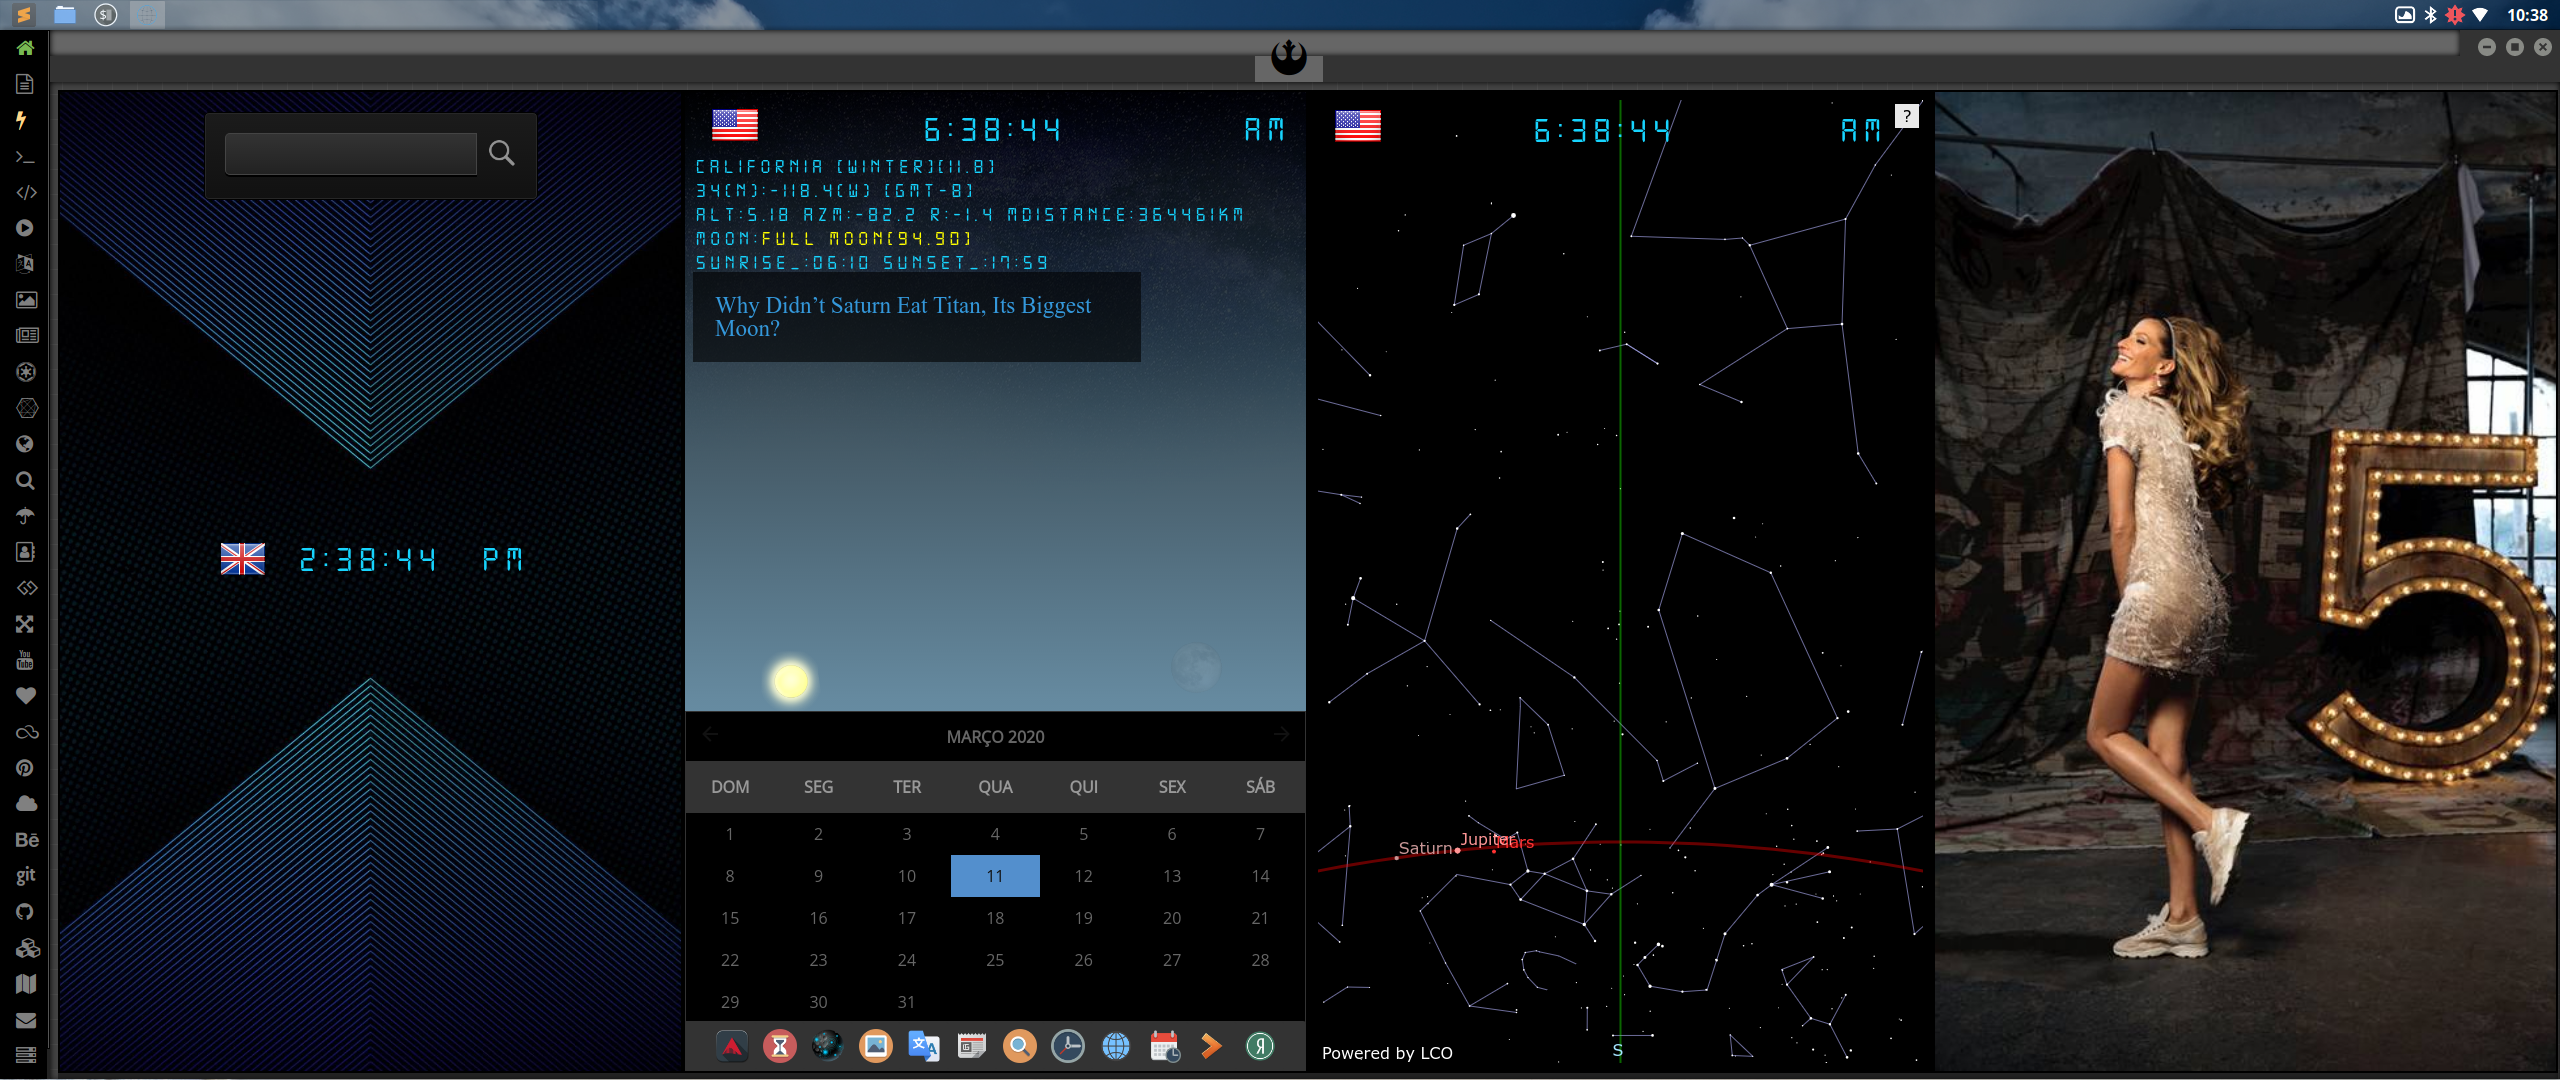 10:38
Bē
git
You
Tube
2:38:44 PM
6:38:44 AM
CALIFORNIA [WINTER][11.8]
34(N):-118.4(W) [GMT-8]
ALT:5.18 AZM:-82.2 R:-1.4 MDISTANCE:364461KM
MOON:FULL MOON[94.90]
SUNRISE_:06:10 SUNSET_:17:59
Why Didn’t Saturn Eat Titan, Its Biggest
Moon?
MARÇO 2020
DOM SEG TER QUA QUI SEX SÁB
1 2 3 4 5 6 7
8 9 10 11 12 13 14
15 16 17 18 19 20 21
22 23 24 25 26 27 28
29 30 31
6:38:44 AM
?
Saturn Jupiter Mars
S
Powered by LCO
5